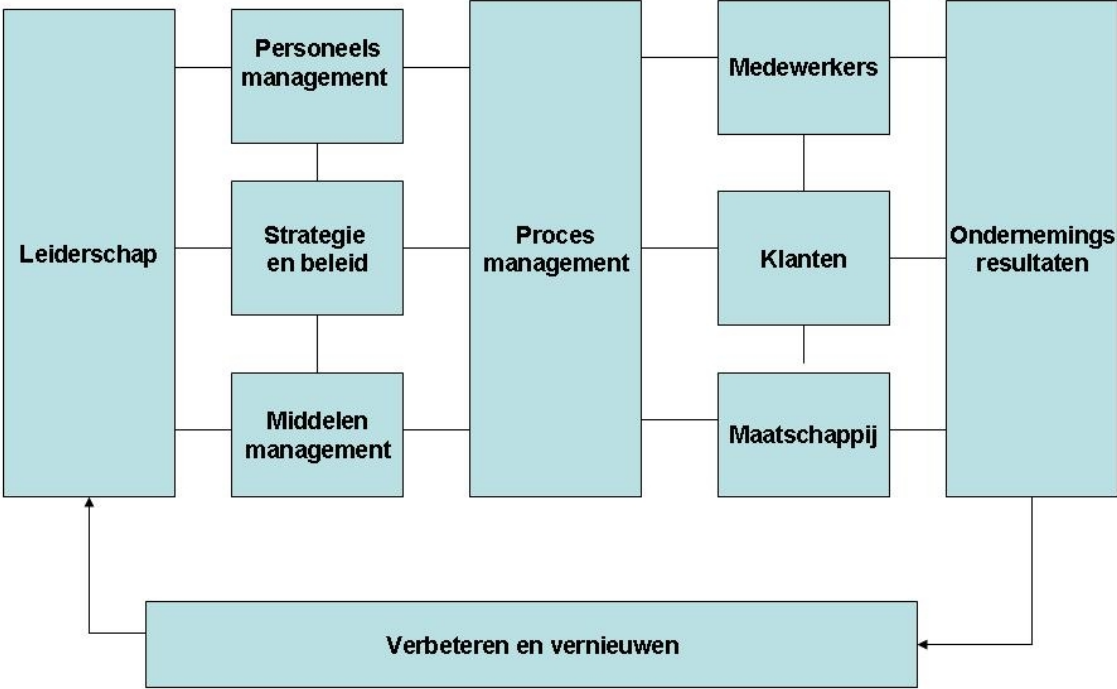 Leiderschap
Personeels
management
Strategie
en beleid
Middelen
management
Proces
management
Medewerkers
Klanten
Maatschappij
Ondernemings
resultaten
Verbeteren en vernieuwen